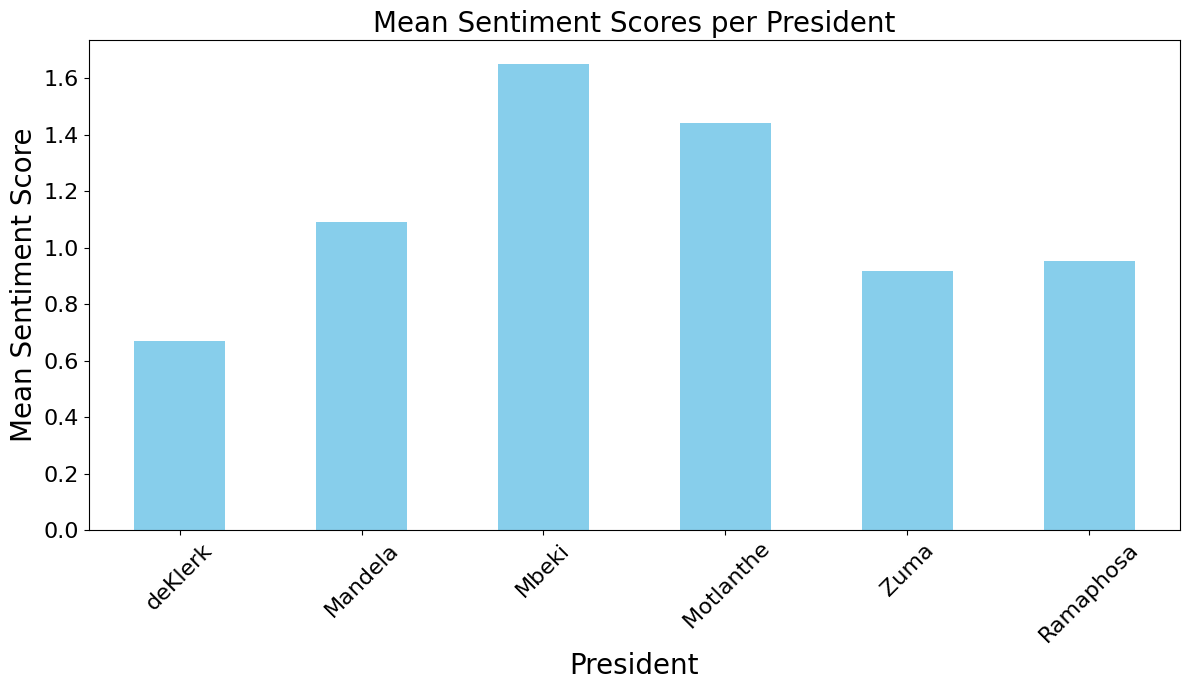 Mean Sentiment Scores per President
Mean Sentiment Score
1.6
1.4
1.2
1.0
0.8
0.6
0.4
0.2
0.0
deKlerk
Mandela
Mbeki
Motlanthe
Zuma
Ramaphosa
President